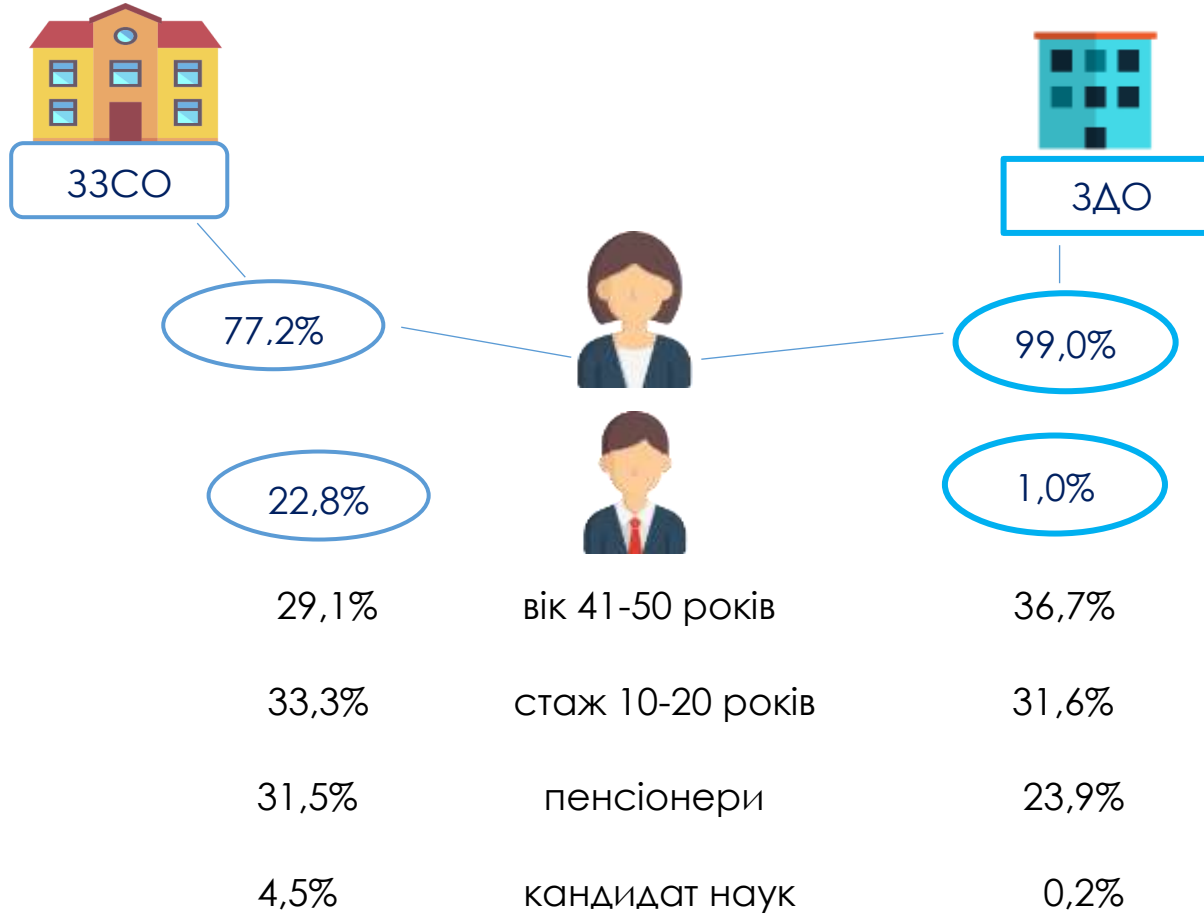 ЗЗСО
ЗДО
77,2%
99,0%
22,8%
1,0%
29,1% вік 41-50 років 36,7%
33,3% стаж 10-20 років 31,6%
31,5% пенсіонери 23,9%
4,5% кандидат наук 0,2%